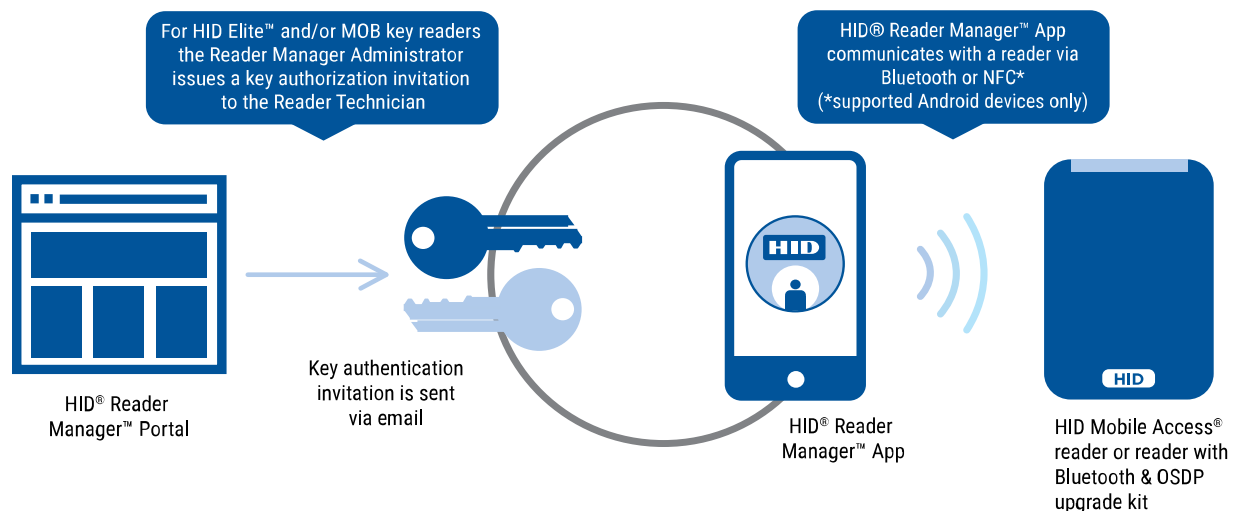 For HID Elite™ and/or MOB key readers
the Reader Manager Administrator
issues a key authorization invitation
to the Reader Technician
HID® Reader Manager™ App
communicates with a reader via
Bluetooth or NFC*
(*supported Android devices only)
HID® Reader
Manager™ Portal
Key authentication
invitation is sent
via email
HID
HID® Reader
Manager™ App
HID
HID Mobile Access®
reader or reader with
Bluetooth & OSDP
upgrade kit